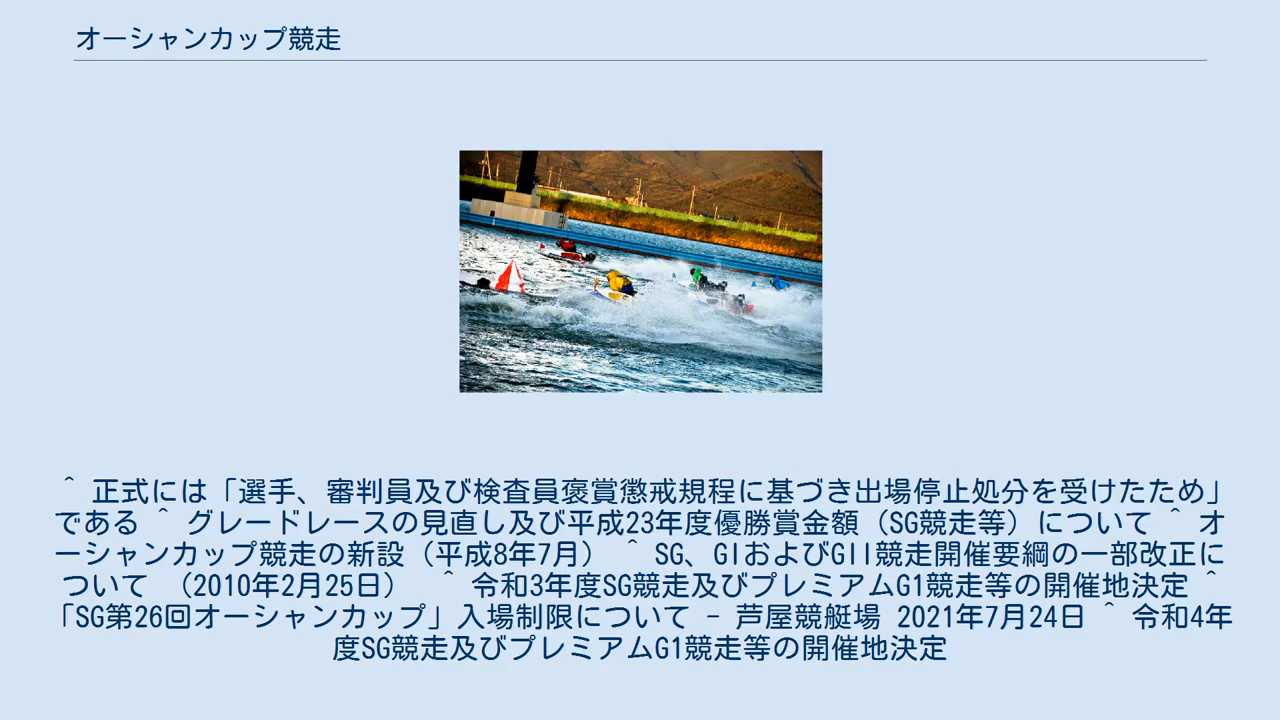 オーシャンカップ競走
^ 正式には「選手、審判員及び検査員褒賞懲戒規程に基づき出場停止処分を受けたため」
である ^ グレードレースの見直し及び平成23年度優勝賞金額（SG競走等）について ^ オ
ーシャンカップ競走の新設（平成8年7月） ^ SG、GIおよびGII競走開催要綱の一部改正に
ついて （2010年2月25日） ^ 令和3年度SG競走及びプレミアムG1競走等の開催地決定 ^
「SG第26回オーシャンカップ」入場制限について - 芦屋競艇場 2021年7月24日 ^ 令和4年
度SG競走及びプレミアムG1競走等の開催地決定